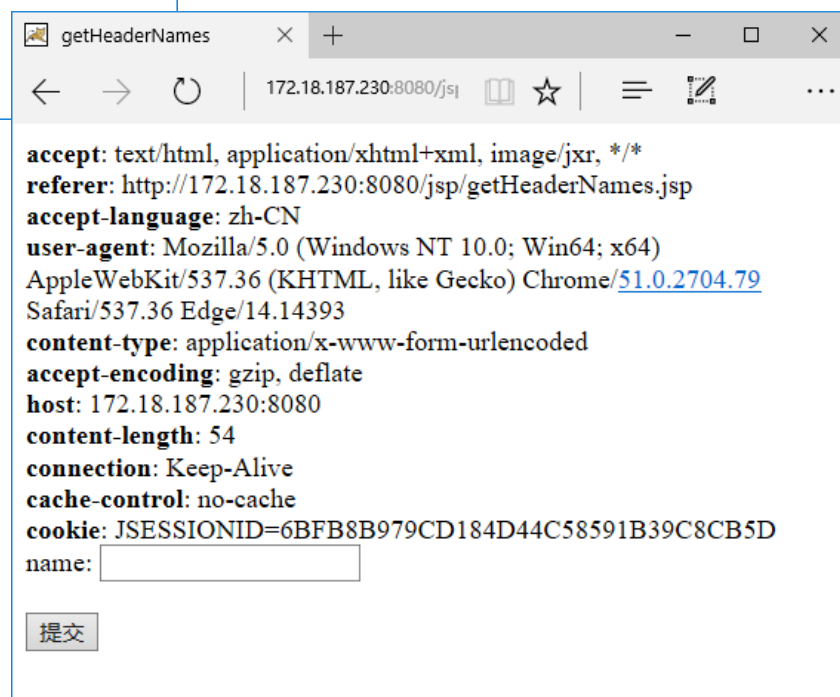 getHeaderNames
172.18.187.230:8080/jsp
accept: text/html, application/xhtml+xml, image/jxr, */*
referer: http://172.18.187.230:8080/jsp/getHeaderNames.jsp
accept-language: zh-CN
user-agent: Mozilla/5.0 (Windows NT 10.0; Win64; x64)
AppleWebKit/537.36 (KHTML, like Gecko) Chrome/51.0.2704.79
Safari/537.36 Edge/14.14393
content-type: application/x-www-form-urlencoded
accept-encoding: gzip, deflate
host: 172.18.187.230:8080
content-length: 54
connection: Keep-Alive
cache-control: no-cache
cookie: JSESSIONID=6BFB8B979CD184D44C58591B39C8CB5D
name:
提交